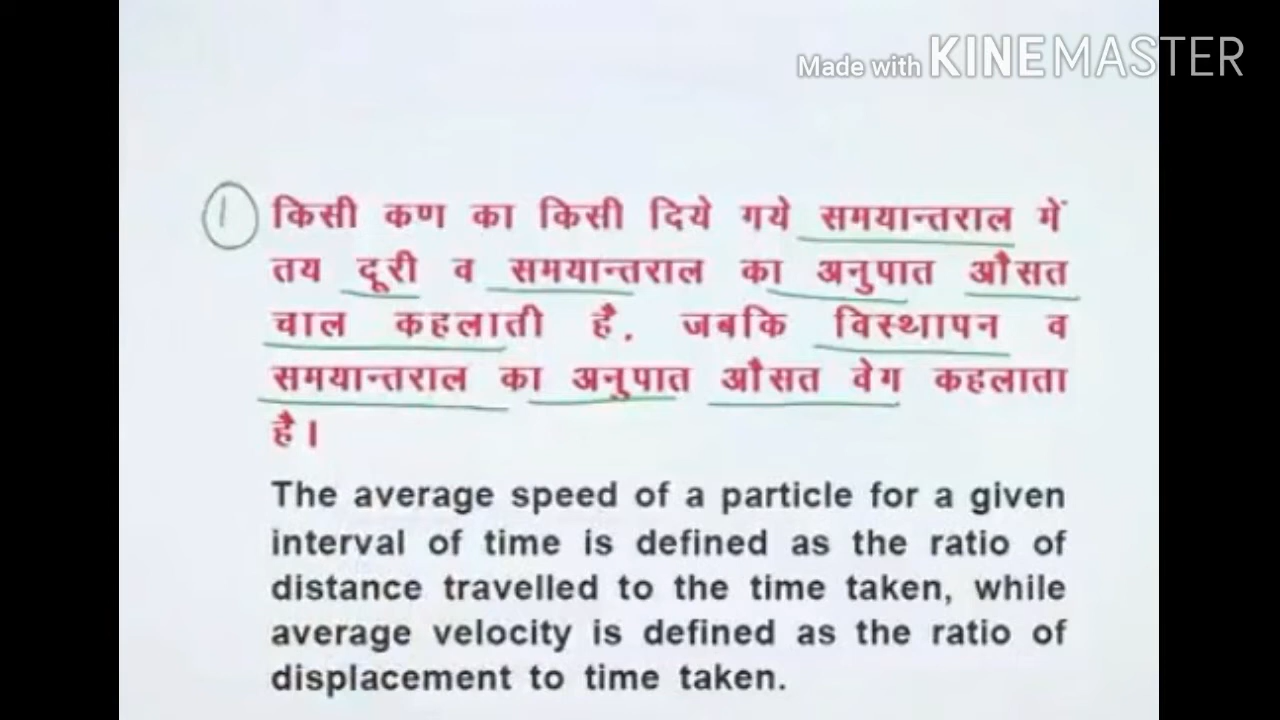 Made with KINEMASTER
1 किसी कण का किसी दिये गये समयान्तराल में
तय दूरी व समयान्तराल का अनुपात औसत
चाल कहलाती है. जबकि विस्थापन व
समयान्तराल का अनुपात औसत वेग कहलाता
है।
The average speed of a particle for a given
interval of time is defined as the ratio of
distance travelled to the time taken, while
average velocity is defined as the ratio of
displacement to time taken.